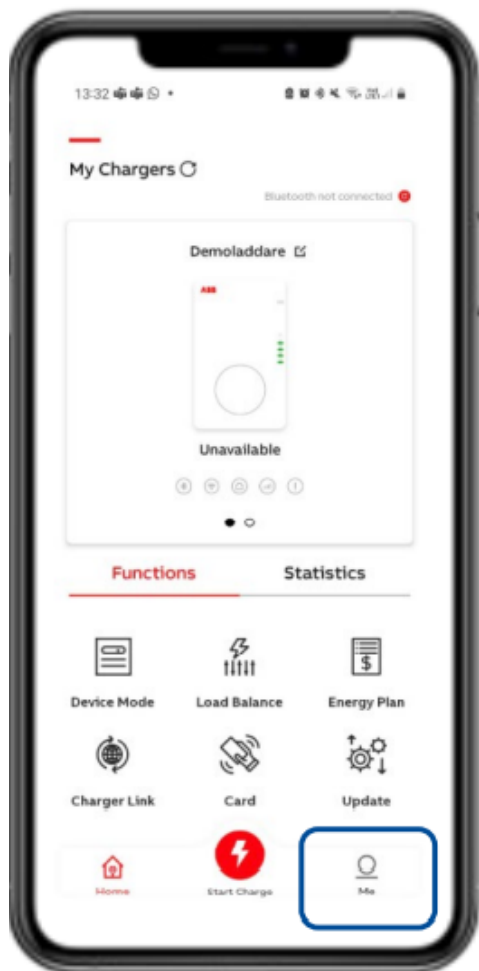 13:32
My Chargers
Bluetooth not connected
Demoladdare
ABB
Unavailable
Functions Statistics
Device Mode Load Balance Energy Plan
Charger Link Card Update
Home Start Charge Me